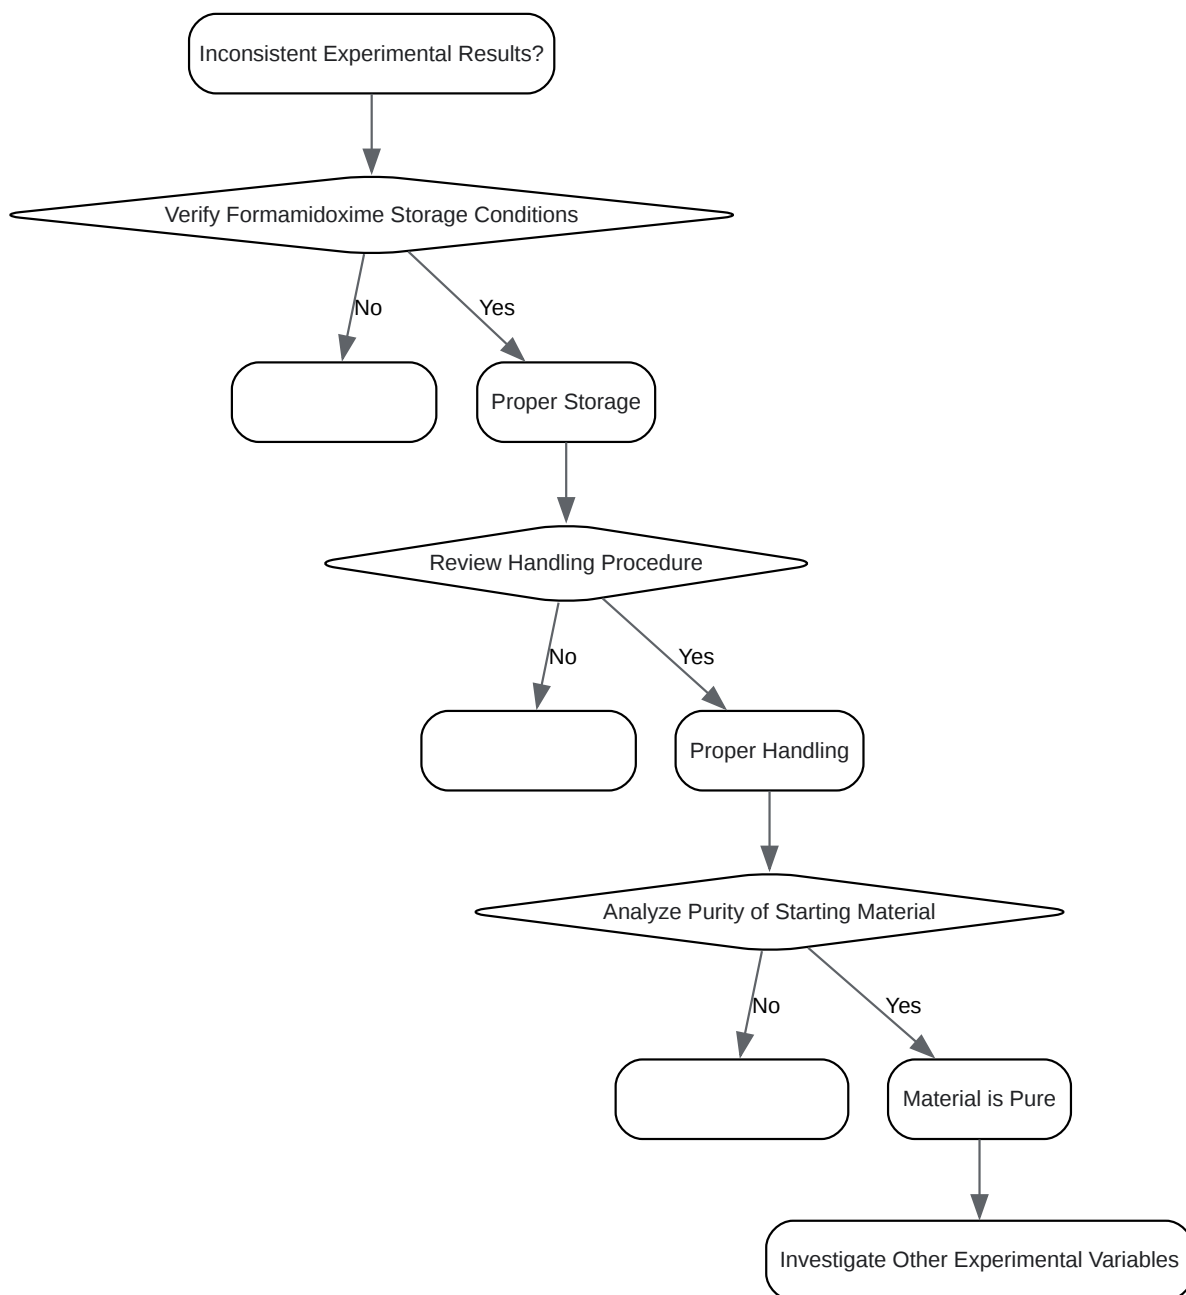 Inconsistent Experimental Results?
Verify Formamidoxime Storage Conditions
No
Yes
Proper Storage
Review Handling Procedure
No
Yes
Proper Handling
Analyze Purity of Starting Material
No
Yes
Material is Pure
Investigate Other Experimental Variables